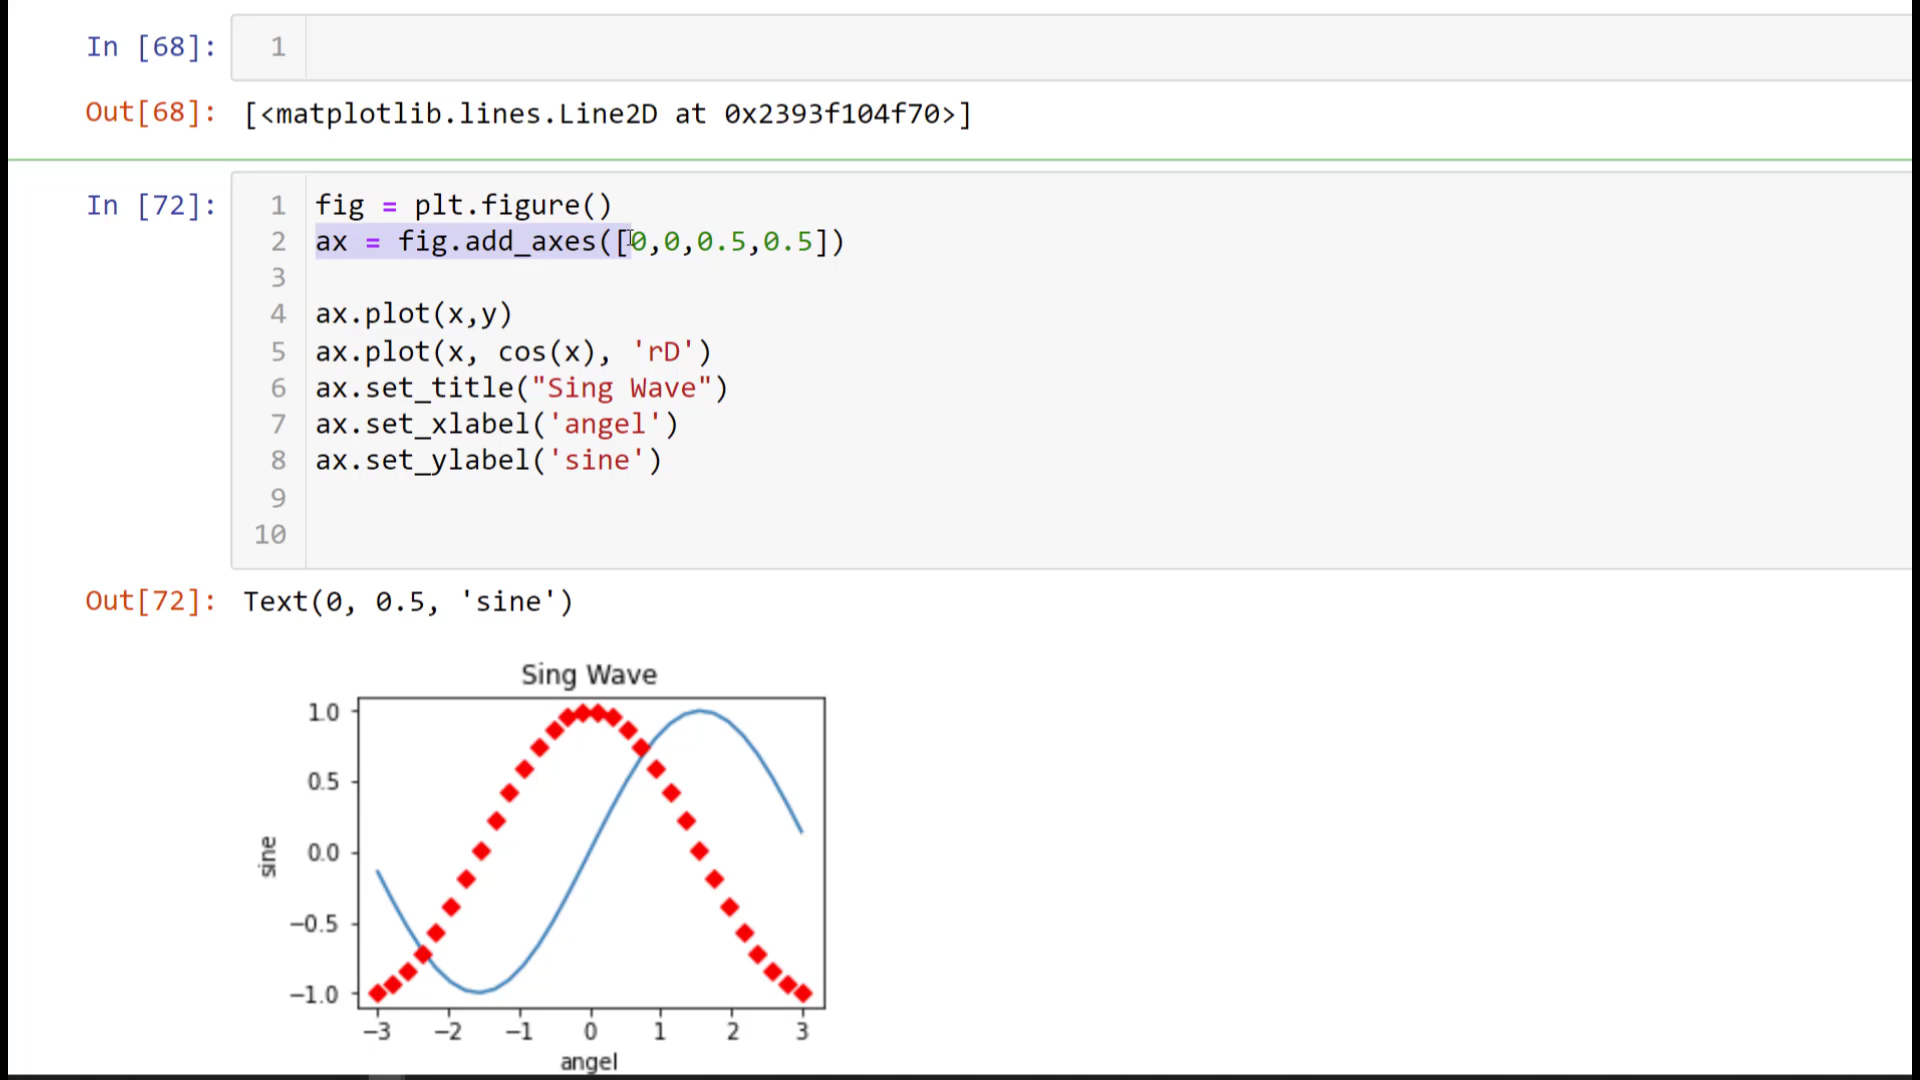 In [68]: 1
Out[68]: [<matplotlib.lines.Line2D at 0x2393f104f70>]
In [72]: 1 fig = plt.figure()
2 ax = fig.add_axes([0,0,0.5,0.5])
3
4 ax.plot(x,y)
5 ax.plot(x, cos(x), 'rD')
6 ax.set_title("Sing Wave")
7 ax.set_xlabel('angel')
8 ax.set_ylabel('sine')
9
10
Out[72]: Text(0, 0.5, 'sine')
Sing Wave
1.0
0.5
0.0
−0.5
−1.0
sine
−3 −2 −1 0 1 2 3
angel